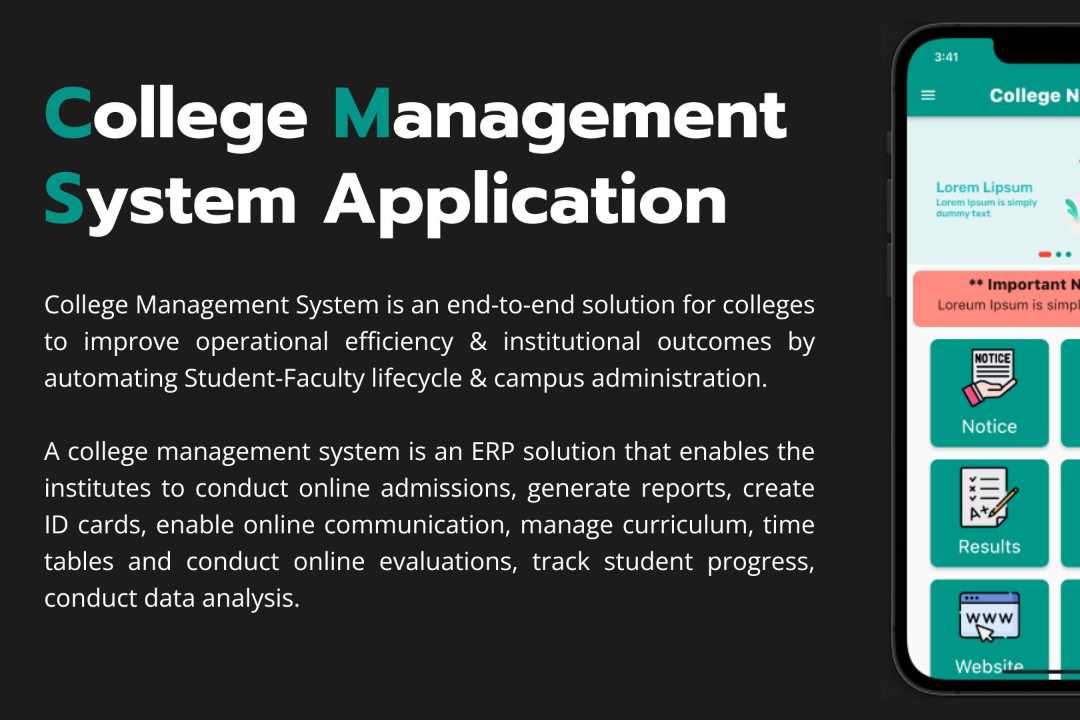 College Management
System Application
College Management System is an end-to-end solution for colleges
to improve operational efficiency & institutional outcomes by
automating Student-Faculty lifecycle & campus administration.
A college management system is an ERP solution that enables the
institutes to conduct online admissions, generate reports, create
ID cards, enable online communication, manage curriculum, time
tables and conduct online evaluations, track student progress,
conduct data analysis.
3:41
College N
Lorem Lipsum
Lorem Ipsum is simply
dummy text
** Important N
Loreum Ipsum is simpl
NOTICE
Notice
A+
Results
WWW
Website